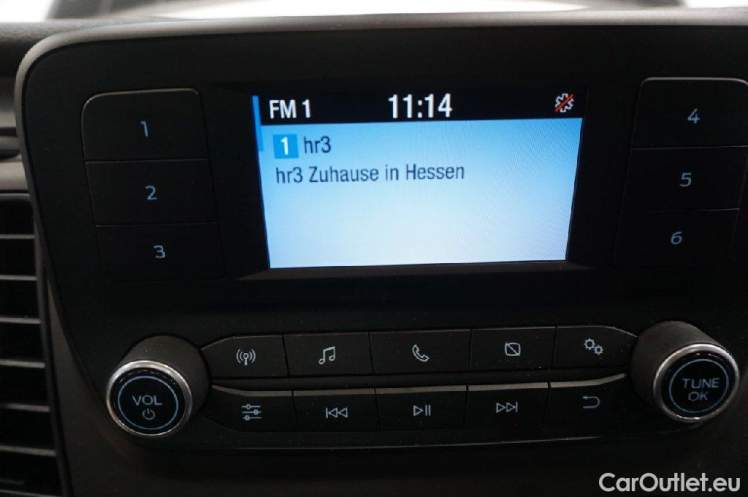 FM 1 11:14
1 hr3
hr3 Zuhause in Hessen
1
2
3
4
5
6
VOL
TUNE
OK
CarOutlet.eu